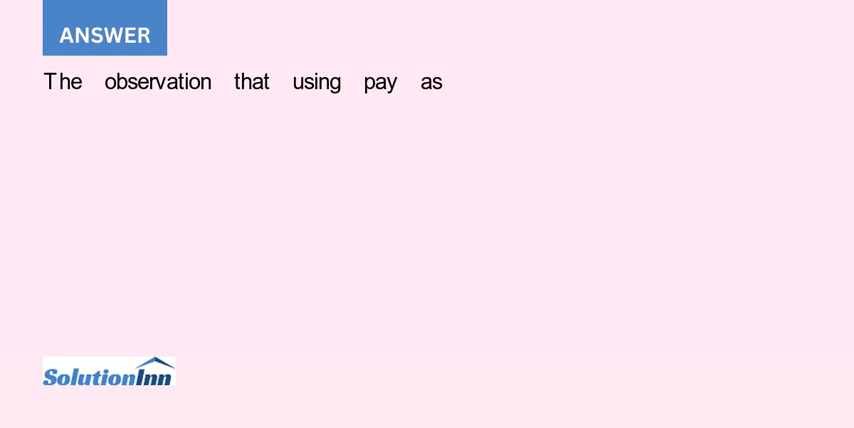 ANSWER
The observation that using pay as
SolutionInn